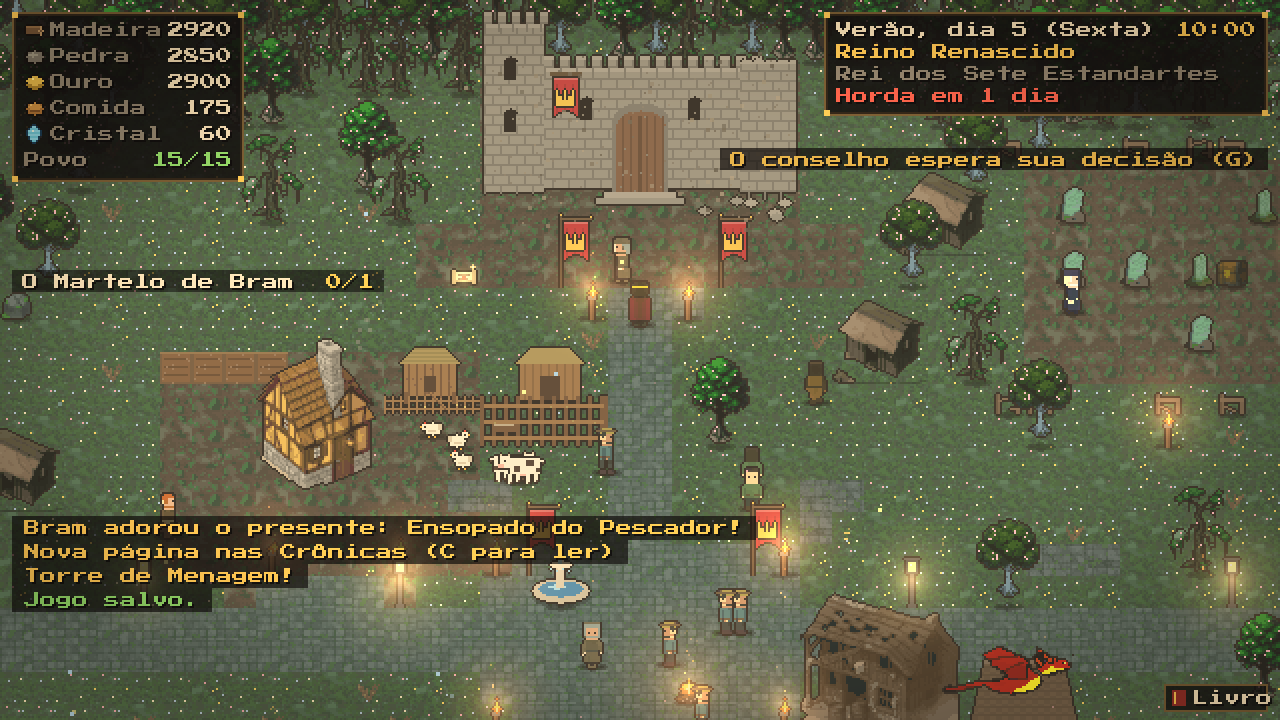 Madeira 2920
Pedra 2850
Ouro 2900
Comida 175
Cristal 60
Povo 15/15
Verão, dia 5 (Sexta) 10:00
Reino Renascido
Rei dos Sete Estandartes
Horda em 1 dia
O conselho espera sua decisão (G)
O Martelo de Bram 0/1
Bram adorou o presente: Ensopado do Pescador!
Nova página nas Crônicas (C para ler)
Torre de Menagem!
Jogo salvo.
Livro